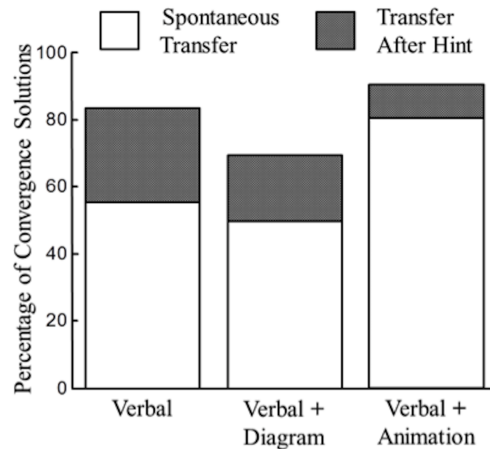 Spontaneous
Transfer
Transfer
After Hint
Percentage of Convergence Solutions
100
80
60
40
20
0
Verbal
Verbal +
Diagram
Verbal +
Animation